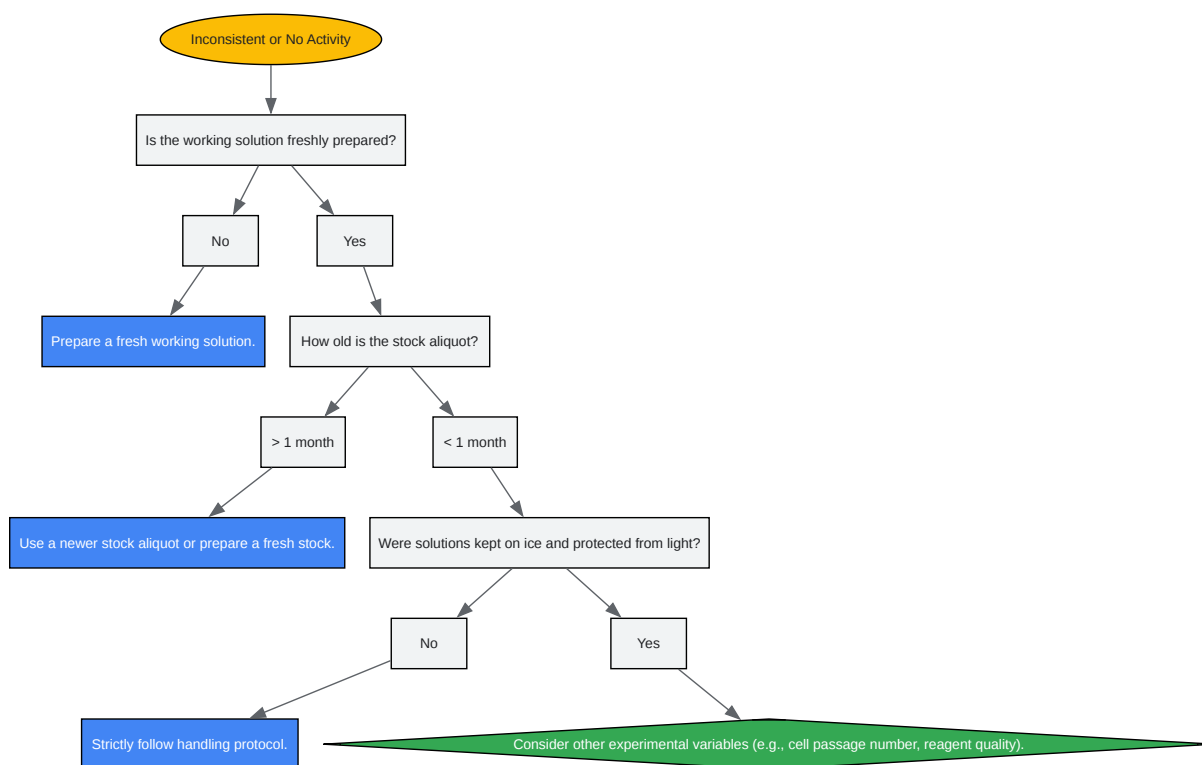 Inconsistent or No Activity
Is the working solution freshly prepared?
No
Yes
Prepare a fresh working solution.
How old is the stock aliquot?
> 1 month
< 1 month
Use a newer stock aliquot or prepare a fresh stock.
Were solutions kept on ice and protected from light?
No
Yes
Strictly follow handling protocol.
Consider other experimental variables (e.g., cell passage number, reagent quality).